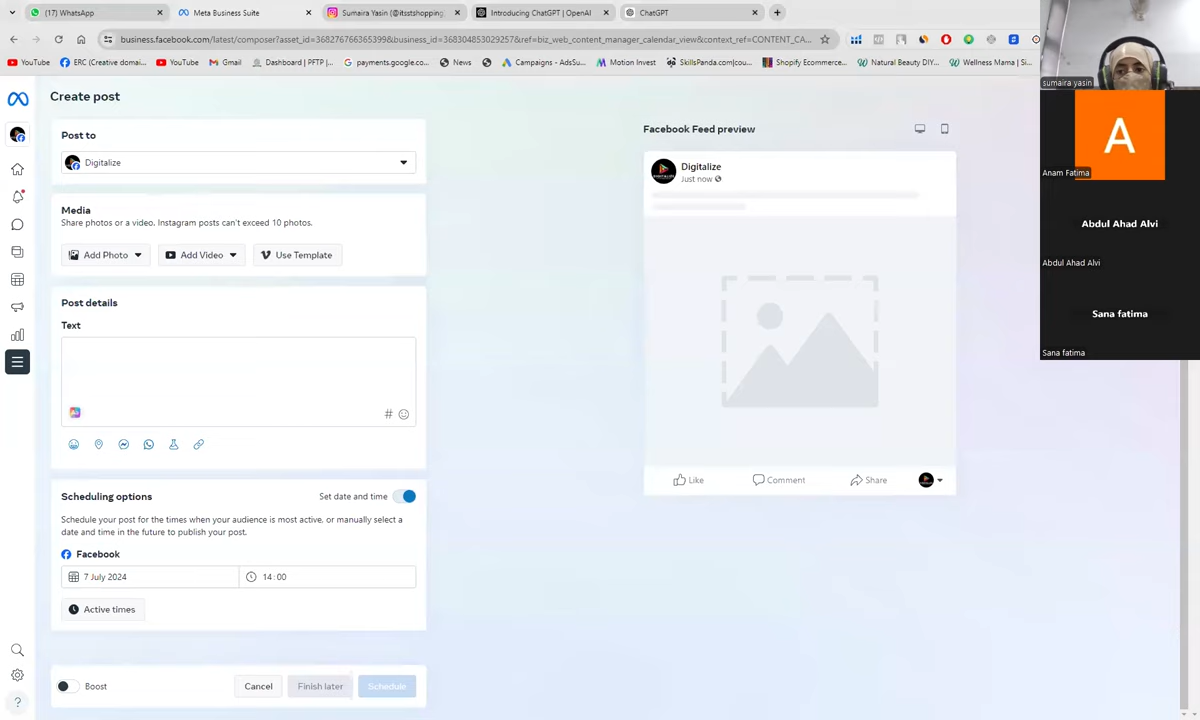 (17) WhatsApp
Meta Business Suite
Sumaira Yasin (@itsstshopping
Introducing ChatGPT | OpenAI
ChatGPT
business.facebook.com/latest/composer?asset_id=368276766365399&business_id=368304853029257&ref=biz_web_content_manager_calendar_view&context_ref=CONTENT_CA...
YouTube
ERC (Creative domai...
YouTube
Gmail
Dashboard | PFTP |...
payments.google.co...
News
Campaigns - AdsSu...
Motion Invest
SkillsPanda.com|cou...
Shopify Ecommerce...
Natural Beauty DIY...
Wellness Mama | Si...
sumaira yasin
A
Anam Fatima
Abdul Ahad Alvi
Abdul Ahad Alvi
Sana fatima
Sana fatima
Create post
Post to
Digitalize
Media
Share photos or a video. Instagram posts can't exceed 10 photos.
Add Photo
Add Video
Use Template
Post details
Text
#
Scheduling options
Set date and time
Schedule your post for the times when your audience is most active, or manually select a
date and time in the future to publish your post.
Facebook
7 July 2024
14:00
Active times
Boost
Cancel
Finish later
Schedule
?
Facebook Feed preview
Digitalize
Just now
Like
Comment
Share